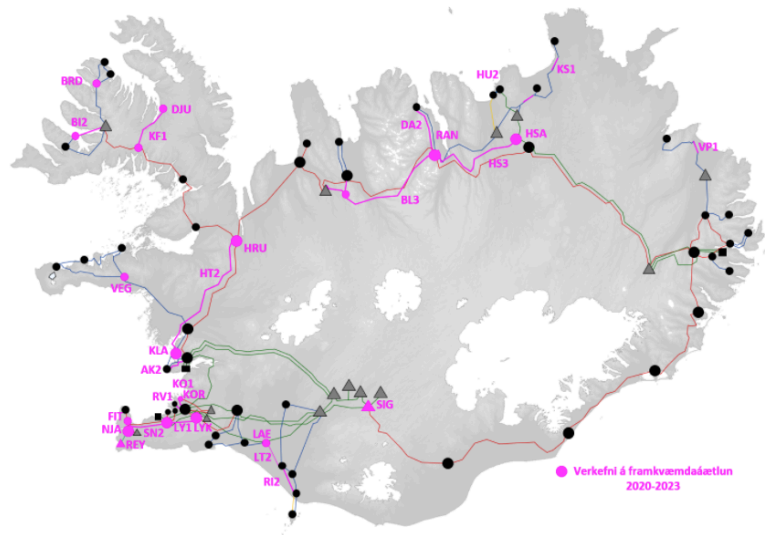 KS1
HU2
BRD
DJU
BI2
DA2
RAN
HSA
KF1
VP1
HS3
BL3
HRU
HT2
VEG
KLA
AK2
KO1
RV1 KOR
SIG
FIT
NJA SN2 LY1 LYK
LAE
REY
LT2
RI2
Verkefni á framkvæmdaáætlun
2020-2023